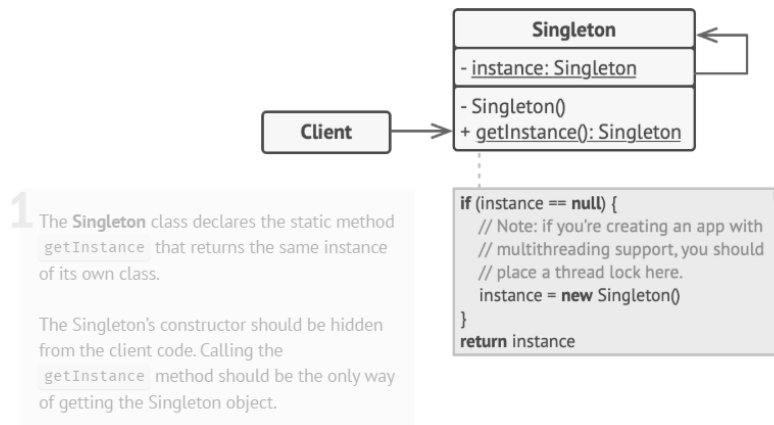 Singleton
- instance: Singleton
- Singleton()
+ getInstance(): Singleton
Client
1
The Singleton class declares the static method
getInstance that returns the same instance
of its own class.
The Singleton’s constructor should be hidden
from the client code. Calling the
getInstance method should be the only way
of getting the Singleton object.
if (instance == null) {
// Note: if you’re creating an app with
// multithreading support, you should
// place a thread lock here.
instance = new Singleton()
}
return instance